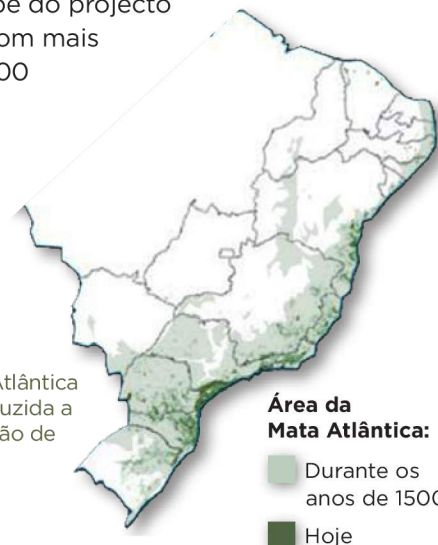 do projecto
om mais
00
Atlântica
uzida a
ão de
Área da
Mata Atlântica:
Durante os
anos de 1500
Hoje